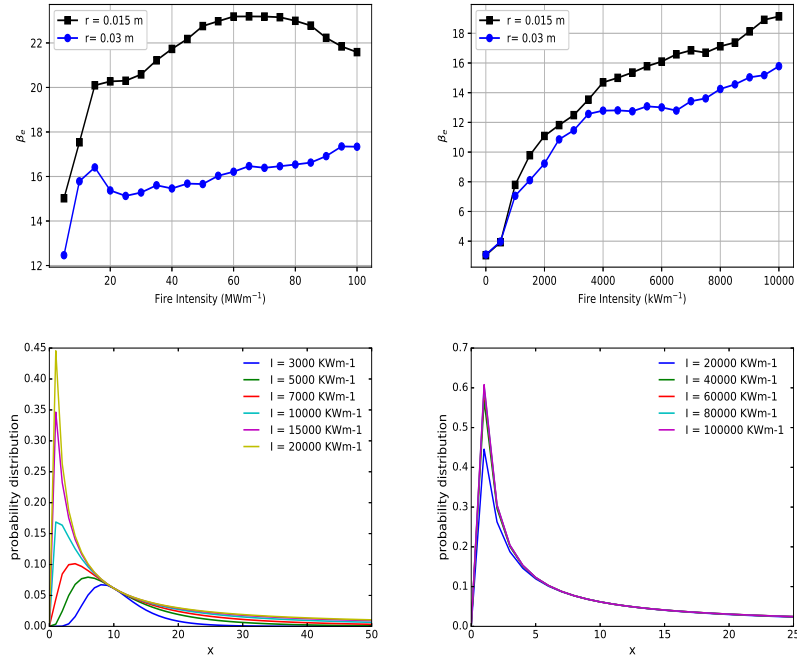 r = 0.015 m
r= 0.03 m
22
20
18
16
14
12
βe
20
40
60
80
100
Fire Intensity (MWm⁻¹)
r = 0.015 m
r= 0.03 m
18
16
14
12
10
8
6
4
βe
0
2000
4000
6000
8000
10000
Fire Intensity (kWm⁻¹)
0.45
0.40
0.35
0.30
0.25
0.20
0.15
0.10
0.05
0.00
probability distribution
I = 3000 KWm-1
I = 5000 KWm-1
I = 7000 KWm-1
I = 10000 KWm-1
I = 15000 KWm-1
I = 20000 KWm-1
0
10
20
30
40
50
x
0.7
0.6
0.5
0.4
0.3
0.2
0.1
0.0
probability distribution
I = 20000 KWm-1
I = 40000 KWm-1
I = 60000 KWm-1
I = 80000 KWm-1
I = 100000 KWm-1
0
5
10
15
20
25
x